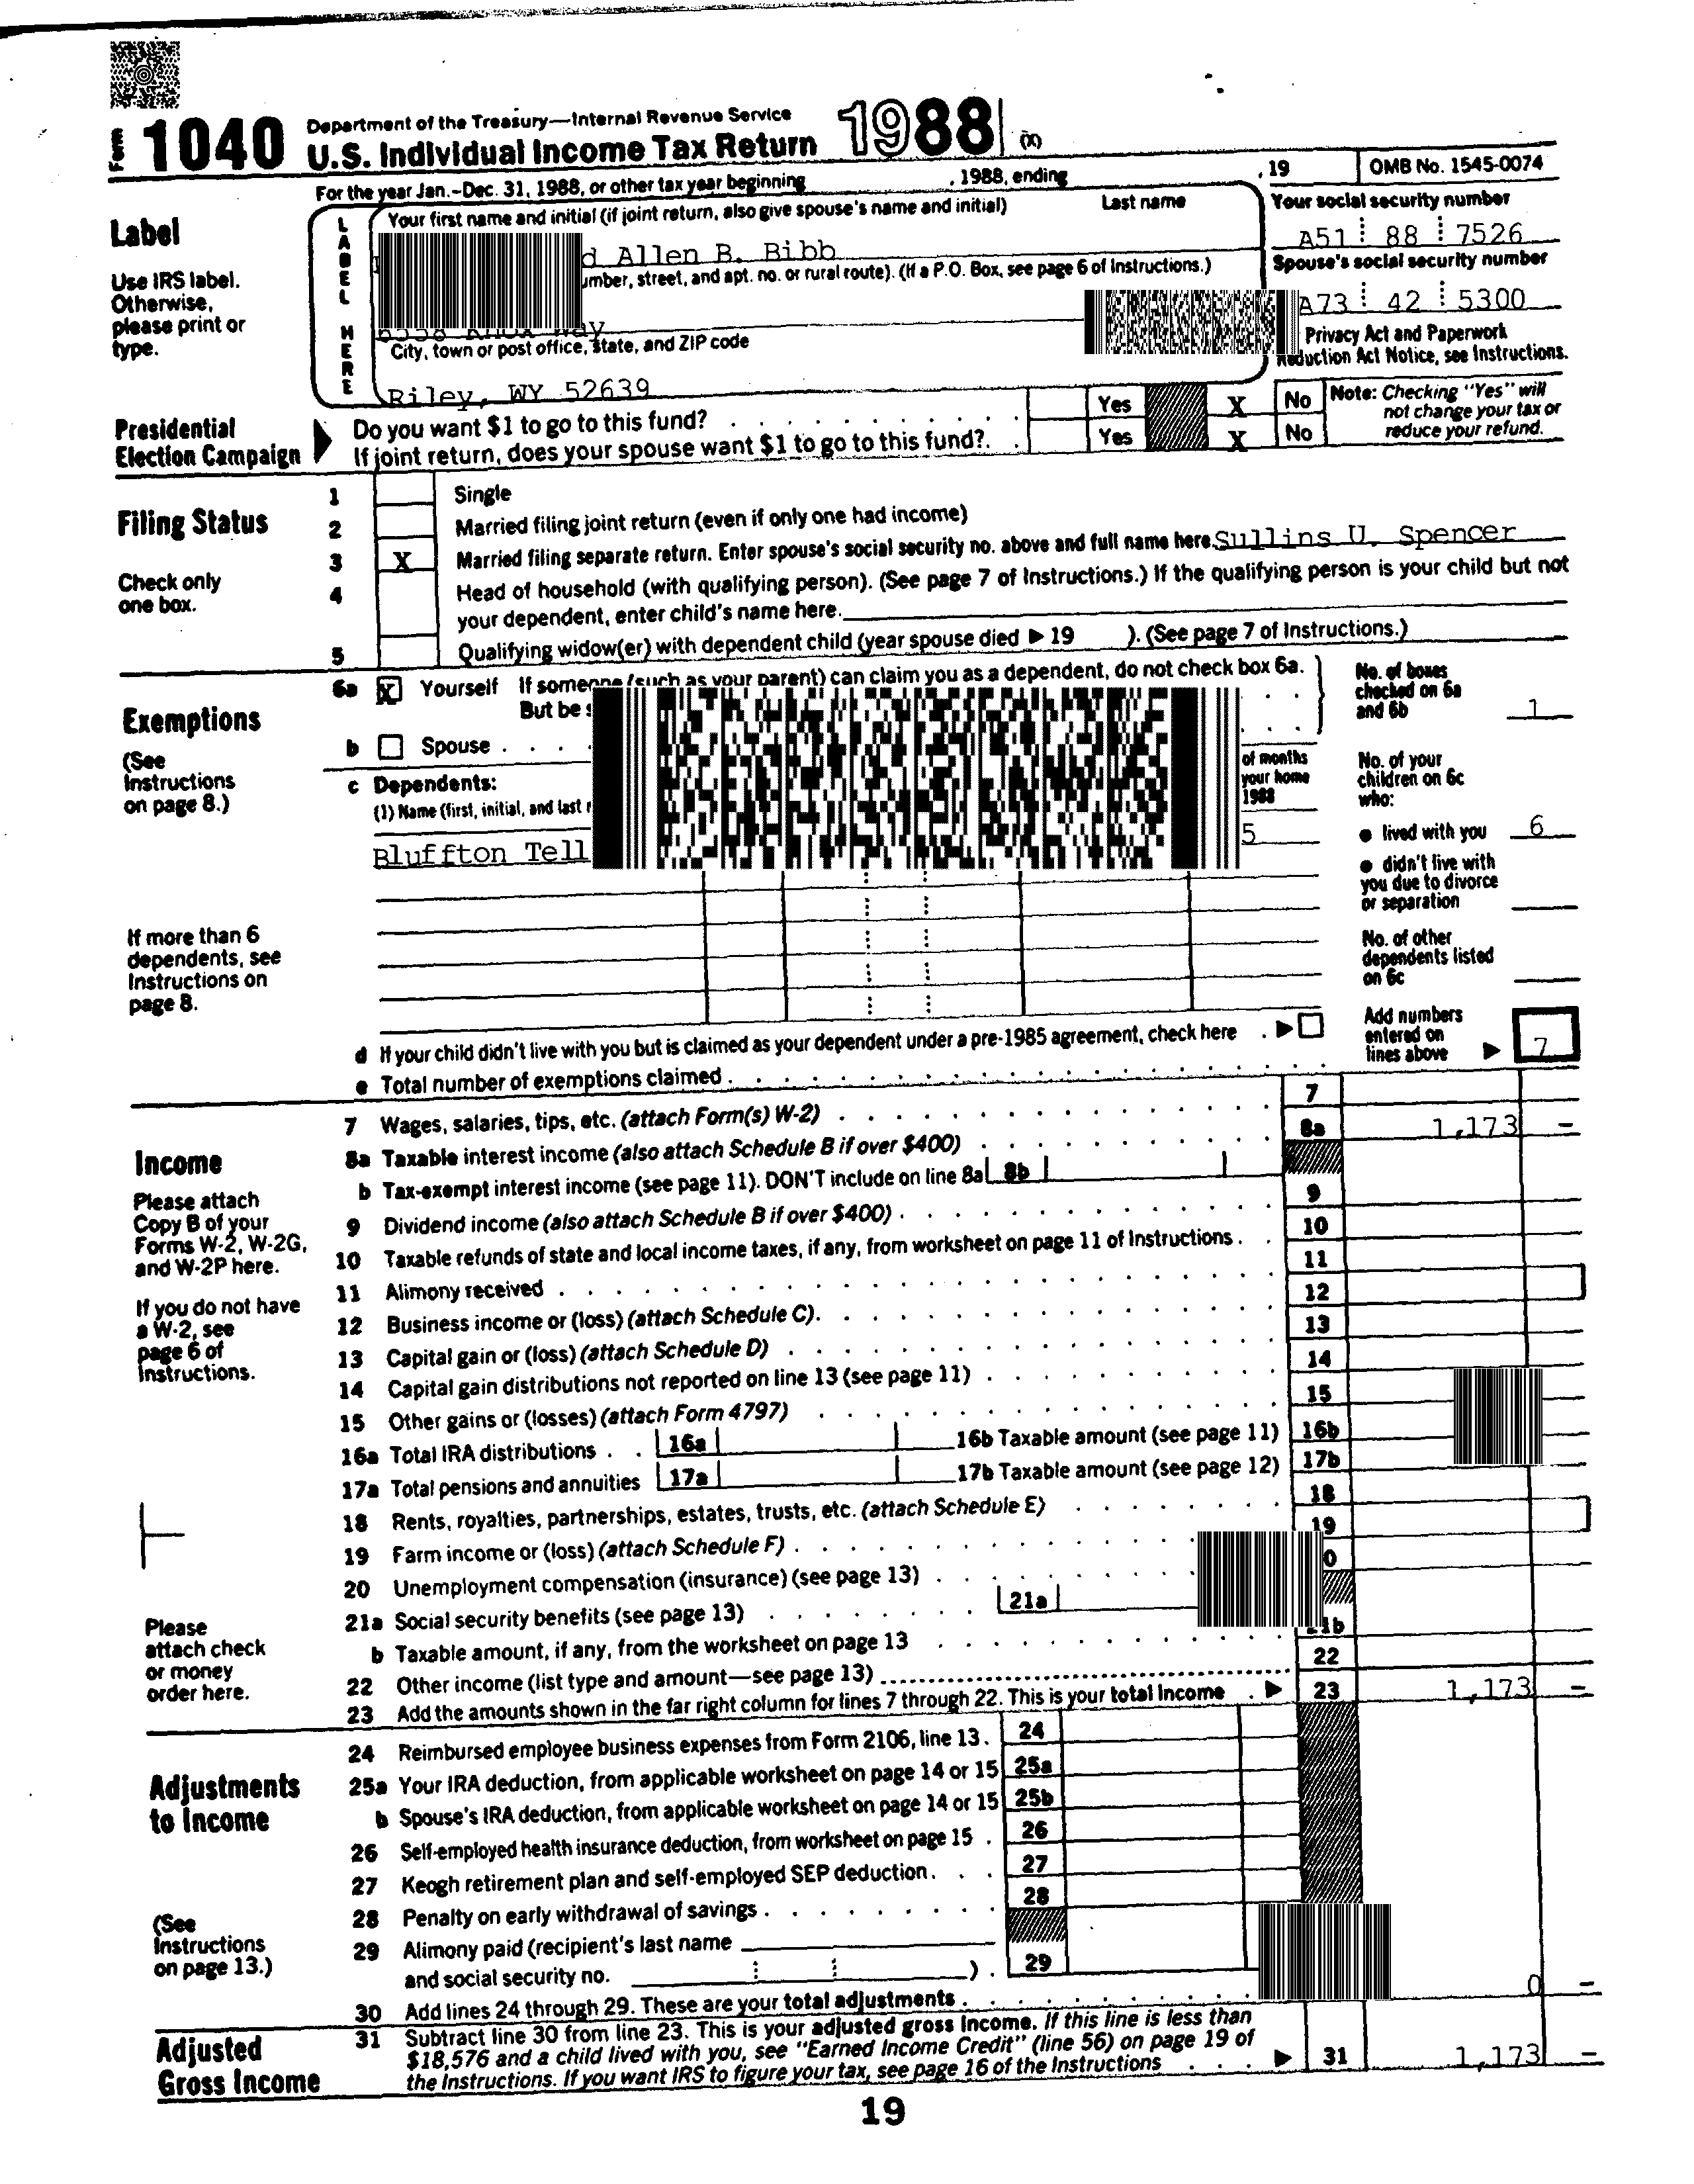 Form 1040 Department of the Treasury—Internal Revenue Service
U.S. Individual Income Tax Return 1988 (X)
For the year Jan.–Dec. 31, 1988, or other tax year beginning , 1988, ending , 19 OMB No. 1545-0074
Label
Use IRS label.
Otherwise,
please print or
type.
LABEL HERE
Your first name and initial (if joint return, also give spouse's name and initial) Last name
Allen B. Bibb
street, and apt. no. or rural route). (If a P.O. Box, see page 6 of Instructions.)
Way
City, town or post office, state, and ZIP code
Riley, WY 52639
Your social security number
A51 88 7526
Spouse's social security number
A73 42 5300
Privacy Act and Paperwork
Reduction Act Notice, see Instructions.
Presidential
Election Campaign
Do you want $1 to go to this fund? Yes X No
If joint return, does your spouse want $1 to go to this fund? Yes X No
Note: Checking "Yes" will
not change your tax or
reduce your refund.
Filing Status
Check only
one box.
1 Single
2 Married filing joint return (even if only one had income)
3 X Married filing separate return. Enter spouse's social security no. above and full name here. Sullins U. Spencer
4 Head of household (with qualifying person). (See page 7 of Instructions.) If the qualifying person is your child but not
your dependent, enter child's name here.
5 Qualifying widow(er) with dependent child (year spouse died ▶ 19 ). (See page 7 of Instructions.)
Exemptions
(See
Instructions
on page 8.)
If more than 6
dependents, see
Instructions on
page 8.
6a X Yourself If someone (such as your parent) can claim you as a dependent, do not check box 6a.
But be
b Spouse
c Dependents:
(1) Name (first, initial, and last
of months
your home
1988
Bluffton Tell 5
No. of boxes
checked on 6a
and 6b 1
No. of your
children on 6c
who:
● lived with you 6
● didn't live with
you due to divorce
or separation
No. of other
dependents listed
on 6c
Add numbers
entered on
lines above ▶ 7
d If your child didn't live with you but is claimed as your dependent under a pre-1985 agreement, check here ▶
e Total number of exemptions claimed
Income
Please attach
Copy B of your
Forms W-2, W-2G,
and W-2P here.
If you do not have
a W-2, see
page 6 of
Instructions.
Please
attach check
or money
order here.
7 Wages, salaries, tips, etc. (attach Form(s) W-2) 7
8a Taxable interest income (also attach Schedule B if over $400) 8a 1,173 –
b Tax-exempt interest income (see page 11). DON'T include on line 8a 8b
9 Dividend income (also attach Schedule B if over $400) 9
10 Taxable refunds of state and local income taxes, if any, from worksheet on page 11 of Instructions 10
11 Alimony received 11
12 Business income or (loss) (attach Schedule C) 12
13 Capital gain or (loss) (attach Schedule D) 13
14 Capital gain distributions not reported on line 13 (see page 11) 14
15 Other gains or (losses) (attach Form 4797) 15
16a Total IRA distributions 16a 16b Taxable amount (see page 11) 16b
17a Total pensions and annuities 17a 17b Taxable amount (see page 12) 17b
18 Rents, royalties, partnerships, estates, trusts, etc. (attach Schedule E) 18
19 Farm income or (loss) (attach Schedule F) 19
20 Unemployment compensation (insurance) (see page 13)
21a Social security benefits (see page 13) 21a
b Taxable amount, if any, from the worksheet on page 13
22 Other income (list type and amount—see page 13) 22
23 Add the amounts shown in the far right column for lines 7 through 22. This is your total income ▶ 23 1,173 –
Adjustments
to Income
(See
Instructions
on page 13.)
24 Reimbursed employee business expenses from Form 2106, line 13 24
25a Your IRA deduction, from applicable worksheet on page 14 or 15 25a
b Spouse's IRA deduction, from applicable worksheet on page 14 or 15 25b
26 Self-employed health insurance deduction, from worksheet on page 15 26
27 Keogh retirement plan and self-employed SEP deduction 27
28 Penalty on early withdrawal of savings 28
29 Alimony paid (recipient's last name
and social security no. ) 29
30 Add lines 24 through 29. These are your total adjustments 0 –
Adjusted
Gross Income
31 Subtract line 30 from line 23. This is your adjusted gross income. If this line is less than
$18,576 and a child lived with you, see "Earned Income Credit" (line 56) on page 19 of
the Instructions. If you want IRS to figure your tax, see page 16 of the Instructions ▶ 31 1,173 –
19